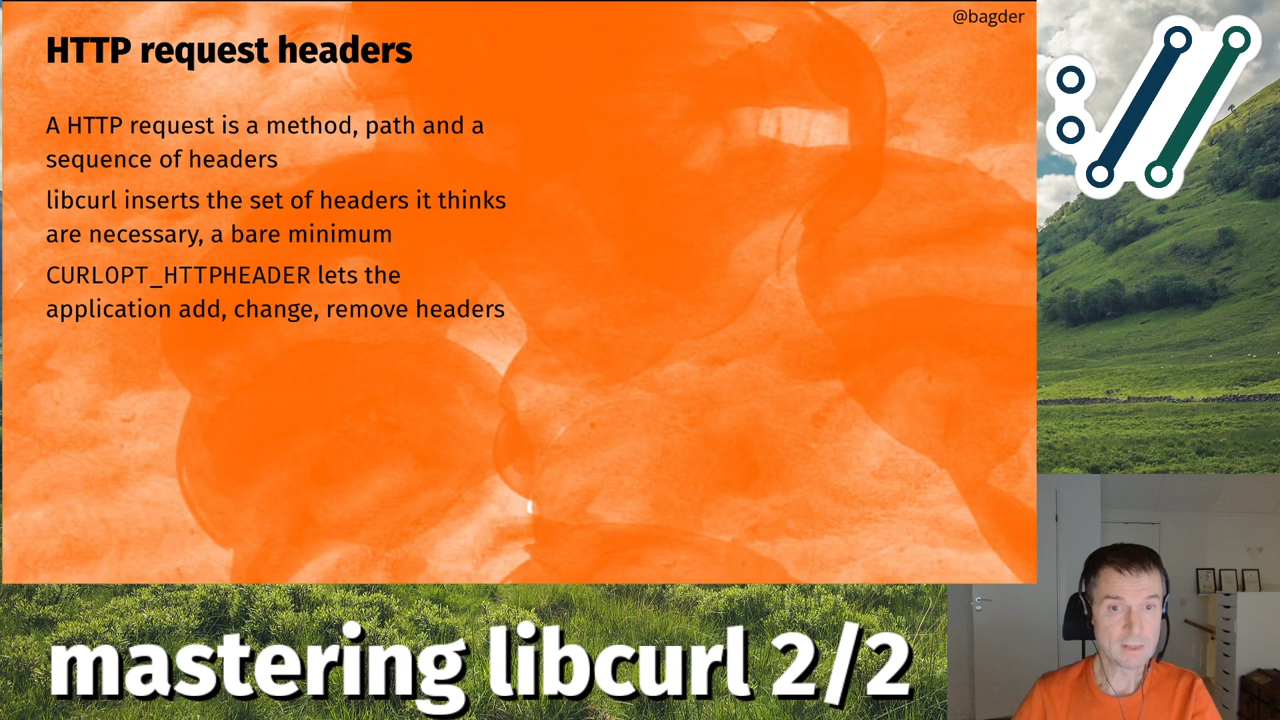 @bagder
HTTP request headers
A HTTP request is a method, path and a
sequence of headers
libcurl inserts the set of headers it thinks
are necessary, a bare minimum
CURLOPT_HTTPHEADER lets the
application add, change, remove headers
mastering libcurl 2/2